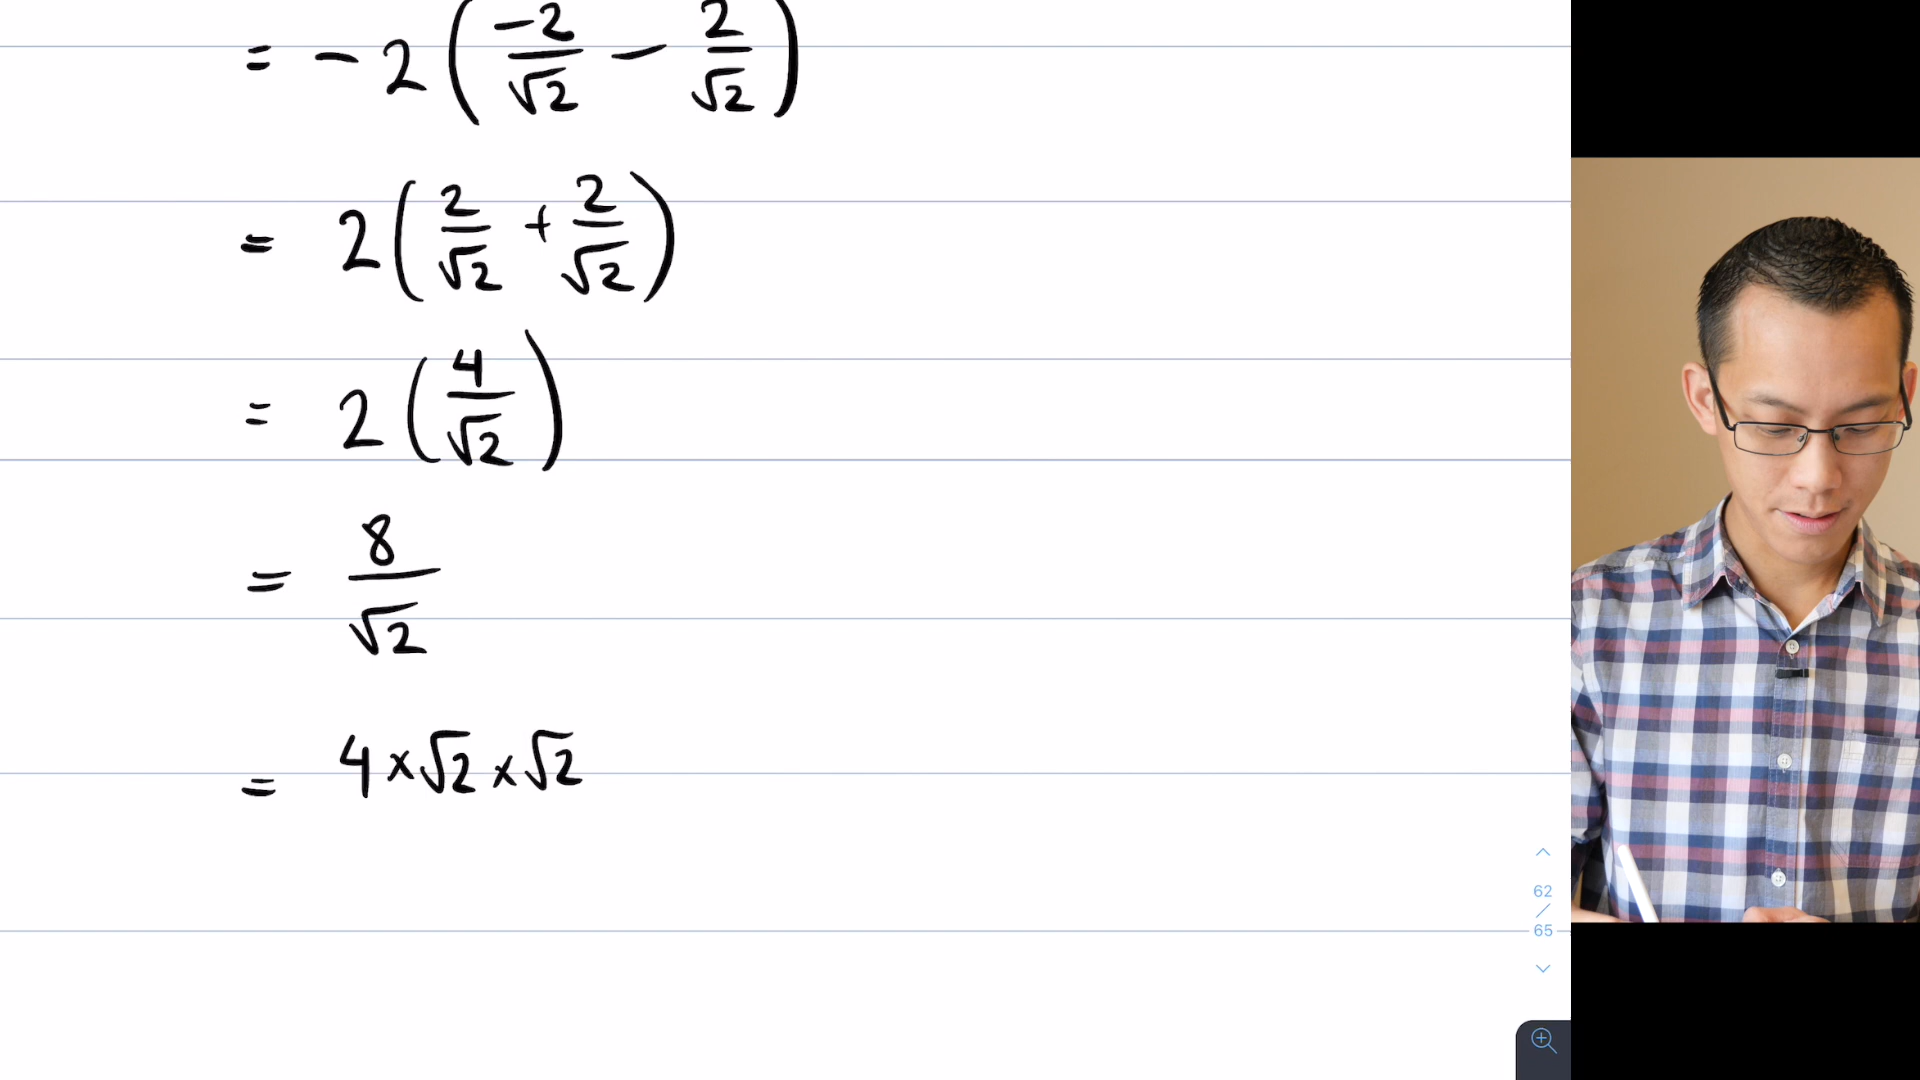 = -2 ( -2/√2 - 2/√2 )
= 2 ( 2/√2 + 2/√2 )
= 2 ( 4/√2 )
= 8/√2
= 4 × √2 × √2
62
/
65